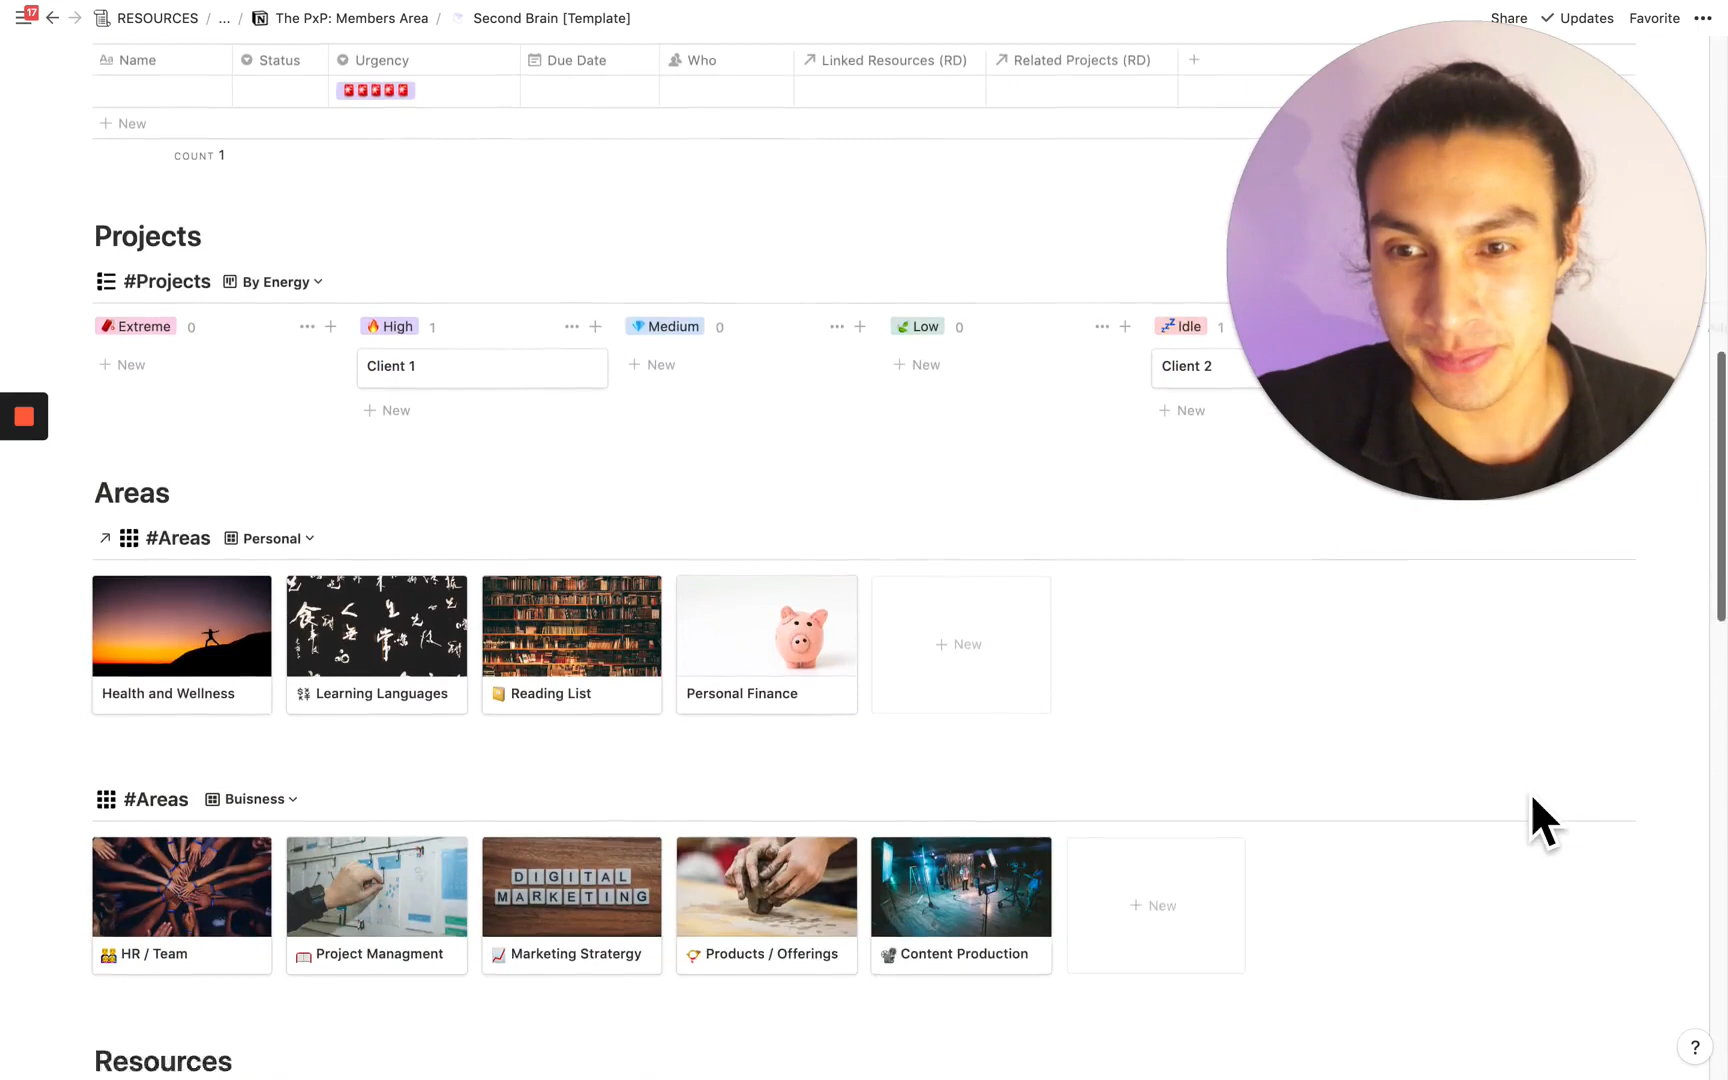 17 RESOURCES / ... / The PxP: Members Area / Second Brain [Template] Share Updates Favorite •••
Aa Name Status Urgency Due Date Who Linked Resources (RD) Related Projects (RD) +
+ New
COUNT 1
Projects
#Projects By Energy
Extreme 0 ••• + High 1 ••• + Medium 0 ••• + Low 0 ••• + Idle 1
+ New Client 1 + New + New Client 2
+ New + New
Areas
#Areas Personal
+ New
Health and Wellness Learning Languages Reading List Personal Finance
#Areas Buisness
DIGITAL
MARKETING
+ New
HR / Team Project Managment Marketing Stratergy Products / Offerings Content Production
Resources
?